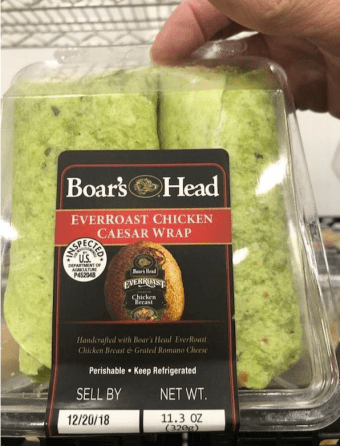 Boar's Head
EVERROAST CHICKEN
CAESAR WRAP
INSPECTED
U.S.
DEPARTMENT OF
AGRICULTURE
P45294B
Boar's Head
EVERROAST
Chicken
Breast
Handcrafted with Boar's Head EverRoast
Chicken Breast & Grated Romano Cheese
Perishable • Keep Refrigerated
SELL BY NET WT.
12/20/18 11.3 OZ
(320g)